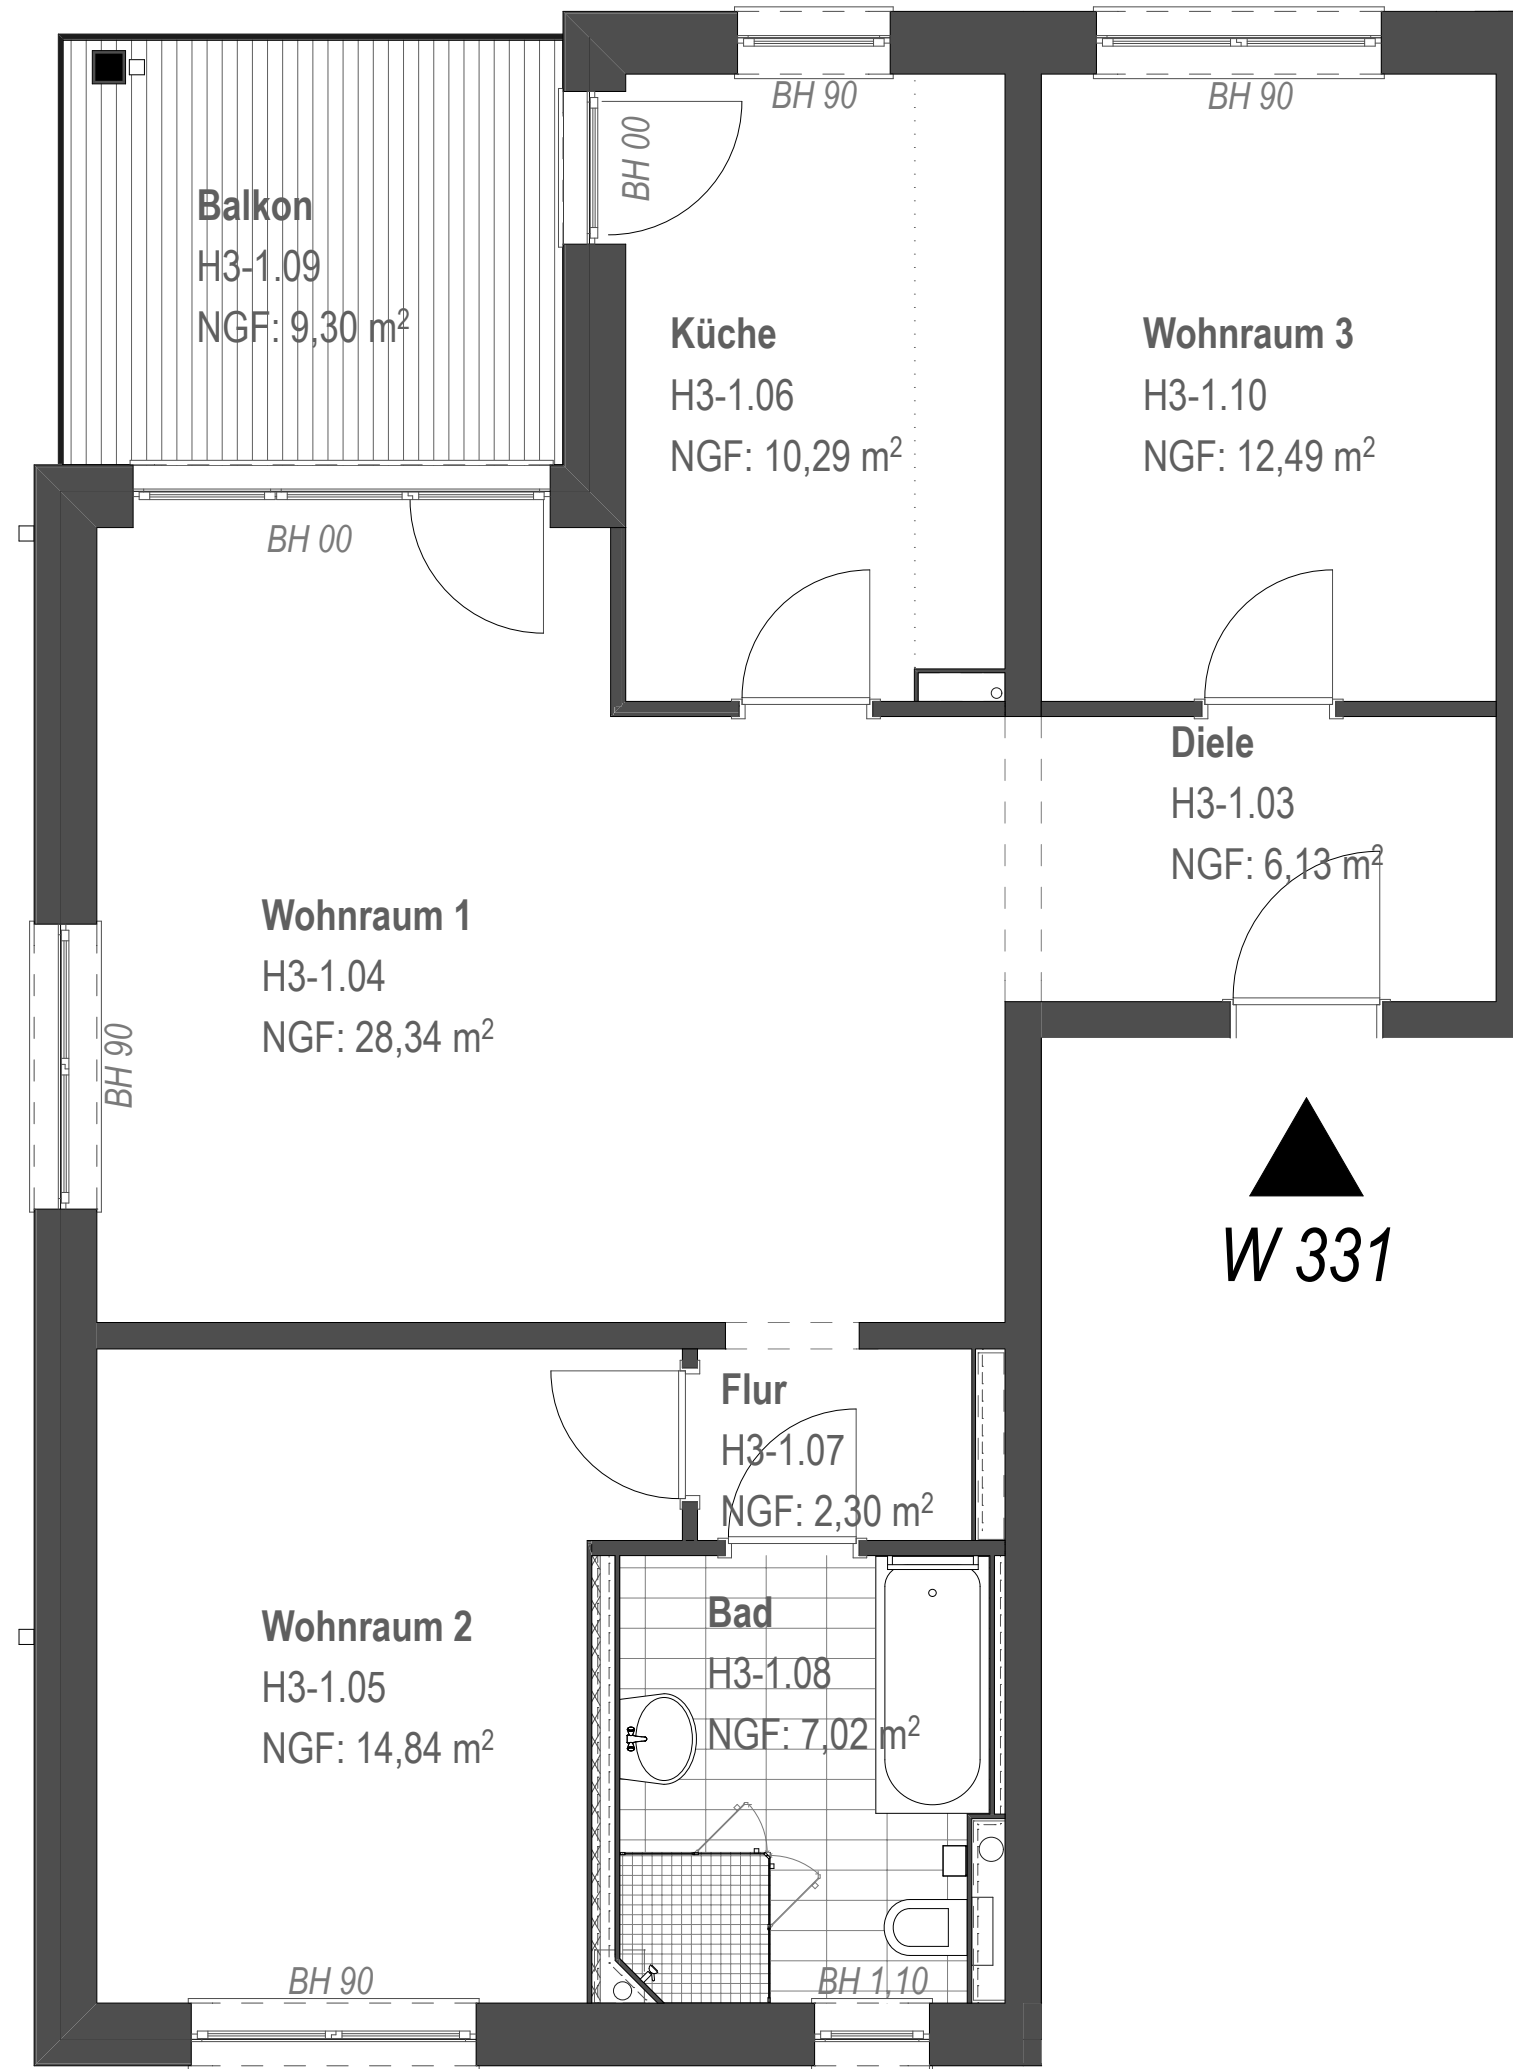 BH 90
BH 90
BH 00
Balkon
H3-1.09
NGF: 9,30 m²
Küche
H3-1.06
NGF: 10,29 m²
Wohnraum 3
H3-1.10
NGF: 12,49 m²
BH 00
Diele
H3-1.03
NGF: 6,13 m²
Wohnraum 1
H3-1.04
NGF: 28,34 m²
BH 90
W 331
Flur
H3-1.07
NGF: 2,30 m²
Wohnraum 2
H3-1.05
NGF: 14,84 m²
Bad
H3-1.08
NGF: 7,02 m²
BH 90
BH 1,10